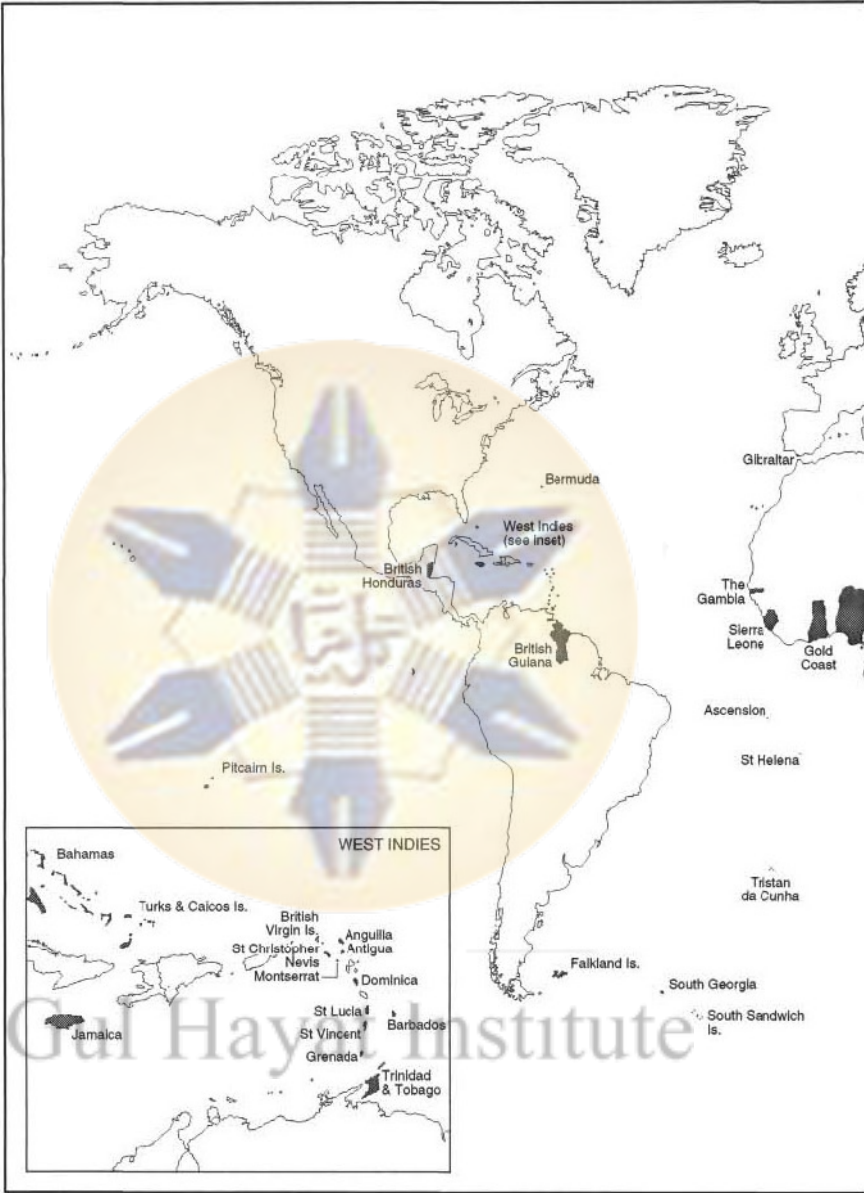 Gibraltar
Bermuda
West Indies
(see inset)
British
Honduras
The
Gambia
Sierra
Leone
Gold
Coast
British
Guiana
Ascension
St Helena
Pitcairn Is.
Tristan
da Cunha
Falkland Is.
South Georgia
South Sandwich
Is.
WEST INDIES
Bahamas
Turks & Caicos Is.
British
Virgin Is.
Anguilla
St Christopher
Antigua
Nevis
Montserrat
Dominica
St Lucia
Barbados
Jamaica
St Vincent
Grenada
Trinidad
& Tobago
Gul Hayat Institute